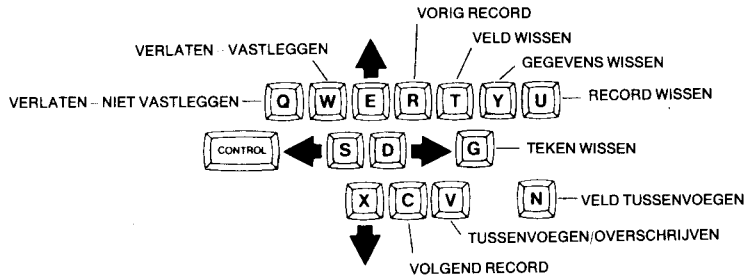 VORIG RECORD
VERLATEN – VASTLEGGEN
VELD WISSEN
GEGEVENS WISSEN
VERLATEN – NIET VASTLEGGEN
Q W E R T Y U
RECORD WISSEN
CONTROL
S D
G
TEKEN WISSEN
X C V
N
VELD TUSSENVOEGEN
TUSSENVOEGEN/OVERSCHRIJVEN
VOLGEND RECORD